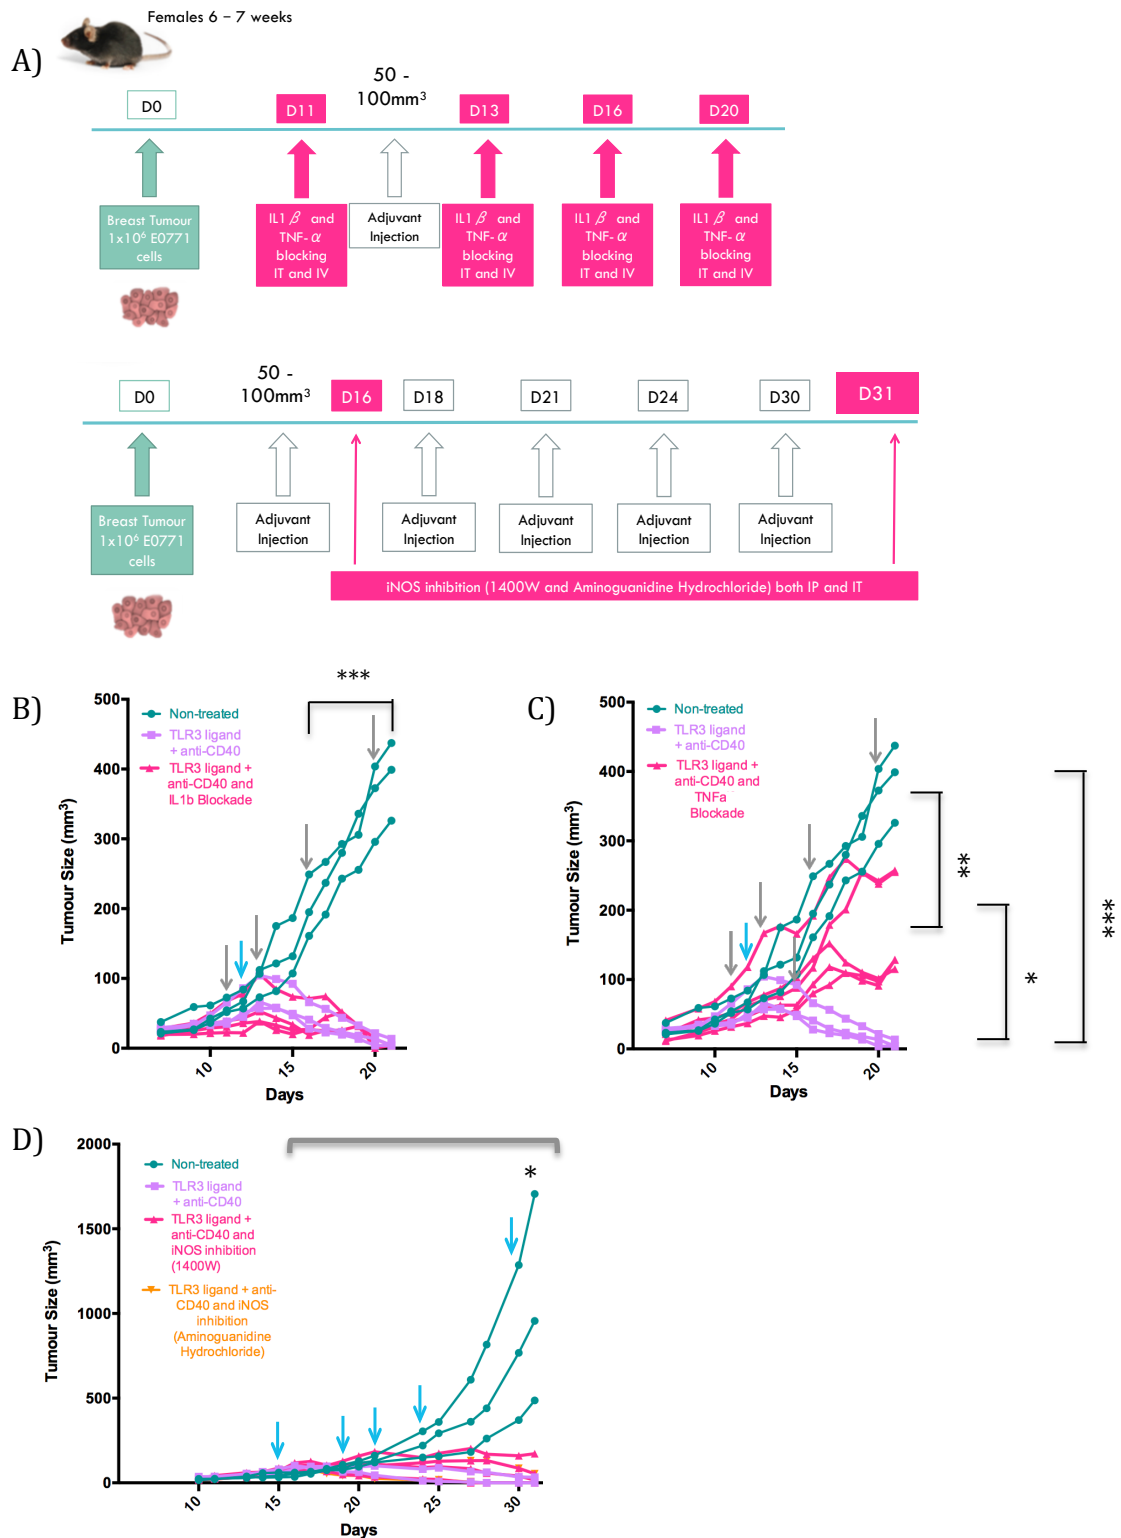 Females 6 – 7 weeks
A)
50 -
100mm³
D0
D11
D13
D16
D20
Breast Tumour
1x10⁶ E0771
cells
IL1 β and
TNF- α
blocking
IT and IV
Adjuvant
Injection
IL1 β and
TNF- α
blocking
IT and IV
IL1 β and
TNF- α
blocking
IT and IV
IL1 β and
TNF- α
blocking
IT and IV
50 -
100mm³
D0
D16
D18
D21
D24
D30
D31
Breast Tumour
1x10⁶ E0771
cells
Adjuvant
Injection
Adjuvant
Injection
Adjuvant
Injection
Adjuvant
Injection
Adjuvant
Injection
iNOS inhibition (1400W and Aminoguanidine Hydrochloride) both IP and IT
B)
***
Non-treated
TLR3 ligand
+ anti-CD40
TLR3 ligand +
anti-CD40 and
IL1b Blockade
Tumour Size (mm³)
500
400
300
200
100
0
10
15
20
Days
C)
Non-treated
TLR3 ligand
+ anti-CD40
TLR3 ligand +
anti-CD40 and
TNFa
Blockade
Tumour Size (mm³)
500
400
300
200
100
0
10
15
20
Days
**
*
***
D)
*
Non-treated
TLR3 ligand
+ anti-CD40
TLR3 ligand +
anti-CD40 and
iNOS inhibition
(1400W)
TLR3 ligand + anti-
CD40 and iNOS
inhibition
(Aminoguanidine
Hydrochloride)
Tumour Size (mm³)
2000
1500
1000
500
0
10
15
20
25
30
Days